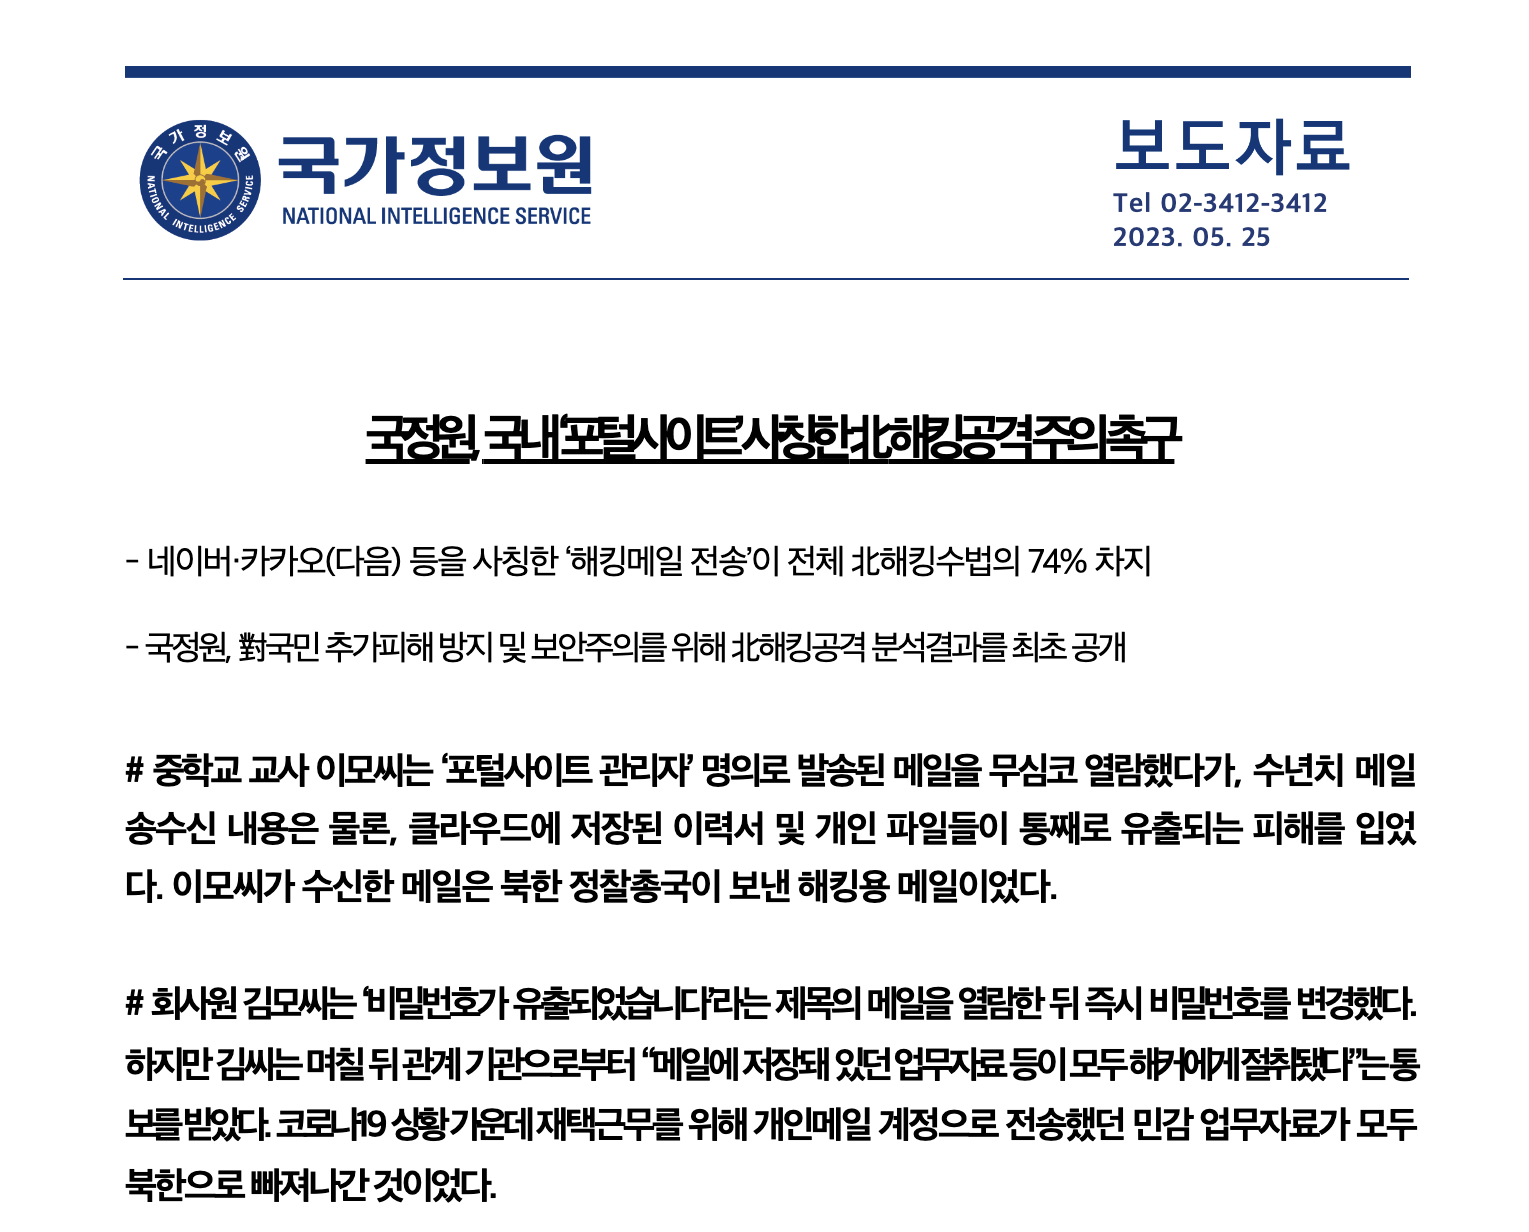 국가정보원
NATIONAL INTELLIGENCE SERVICE
국가정보원
NATIONAL INTELLIGENCE SERVICE
보도자료
Tel 02-3412-3412
2023. 05. 25
국정원, 국내 '포털사이트' 사칭한 北 해킹공격 주의 촉구
- 네이버·카카오(다음) 등을 사칭한 ‘해킹메일 전송’이 전체 北해킹수법의 74% 차지
- 국정원, 對국민 추가피해 방지 및 보안주의를 위해 北해킹공격 분석결과를 최초 공개
# 중학교 교사 이모씨는 ‘포털사이트 관리자’ 명의로 발송된 메일을 무심코 열람했다가, 수년치 메일
송수신 내용은 물론, 클라우드에 저장된 이력서 및 개인 파일들이 통째로 유출되는 피해를 입었
다. 이모씨가 수신한 메일은 북한 정찰총국이 보낸 해킹용 메일이었다.
# 회사원 김모씨는 ‘비밀번호가 유출되었습니다’라는 제목의 메일을 열람한 뒤 즉시 비밀번호를 변경했다.
하지만 김씨는 며칠 뒤 관계 기관으로부터 “메일에 저장돼 있던 업무자료 등이 모두 해커에게 절취됐다”는 통
보를 받았다. 코로나19 상황 가운데 재택근무를 위해 개인메일 계정으로 전송했던 민감 업무자료가 모두
북한으로 빠져나간 것이었다.